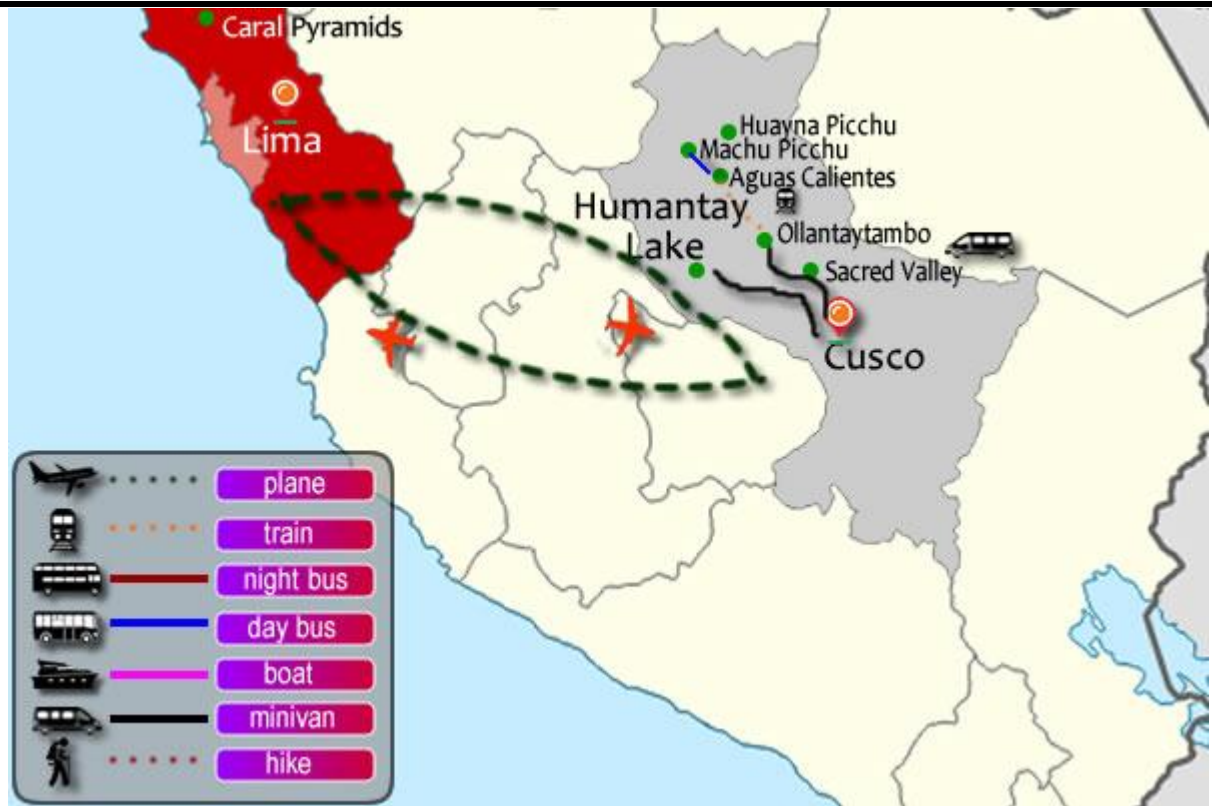 Caral Pyramids
Lima
Huayna Picchu
Machu Picchu
Aguas Calientes
Humantay
Lake
Ollantaytambo
Sacred Valley
Cusco
plane
train
night bus
day bus
boat
minivan
hike